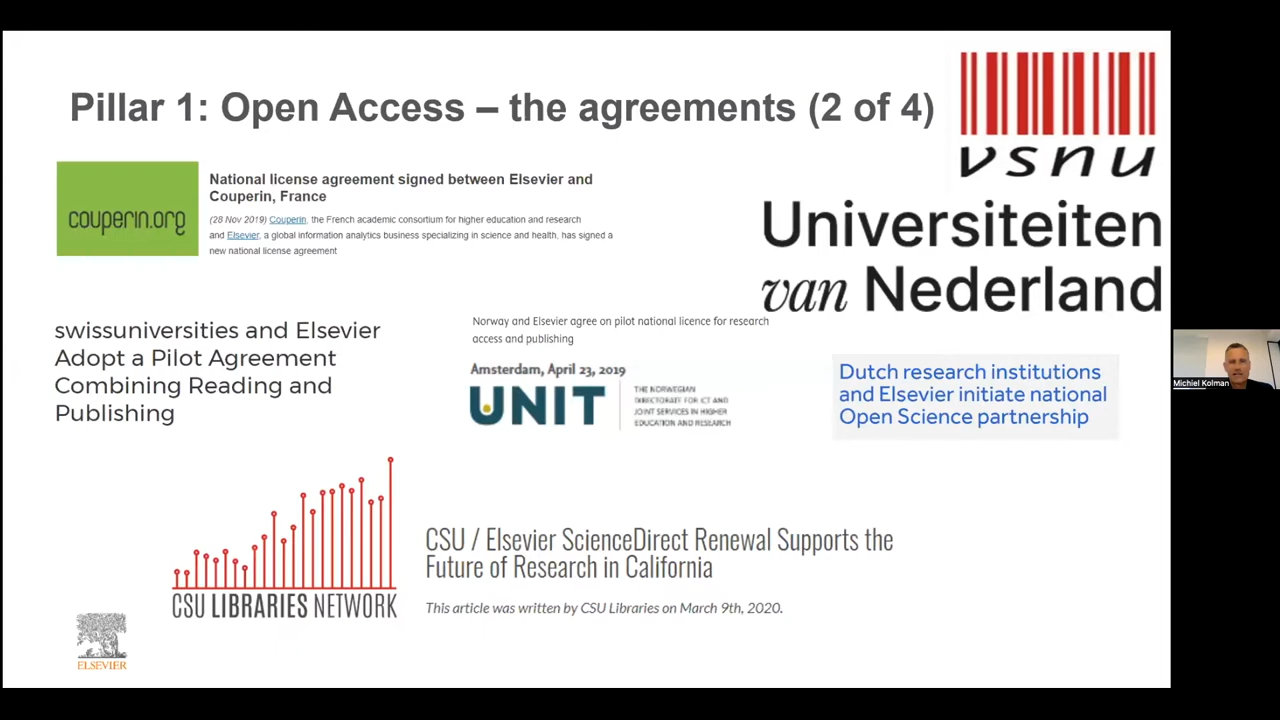 Pillar 1: Open Access – the agreements (2 of 4)
vsnu
Universiteiten
van Nederland
couperin.org
National license agreement signed between Elsevier and
Couperin, France
(28 Nov 2019) Couperin, the French academic consortium for higher education and research
and Elsevier, a global information analytics business specializing in science and health, has signed a
new national license agreement
swissuniversities and Elsevier
Adopt a Pilot Agreement
Combining Reading and
Publishing
Norway and Elsevier agree on pilot national licence for research
access and publishing
Amsterdam, April 23, 2019
UNIT
THE NORWEGIAN
DIRECTORATE FOR ICT AND
JOINT SERVICES IN HIGHER
EDUCATION AND RESEARCH
Dutch research institutions
and Elsevier initiate national
Open Science partnership
Michiel Kolman
CSU LIBRARIES NETWORK
CSU / Elsevier ScienceDirect Renewal Supports the
Future of Research in California
This article was written by CSU Libraries on March 9th, 2020.
ELSEVIER